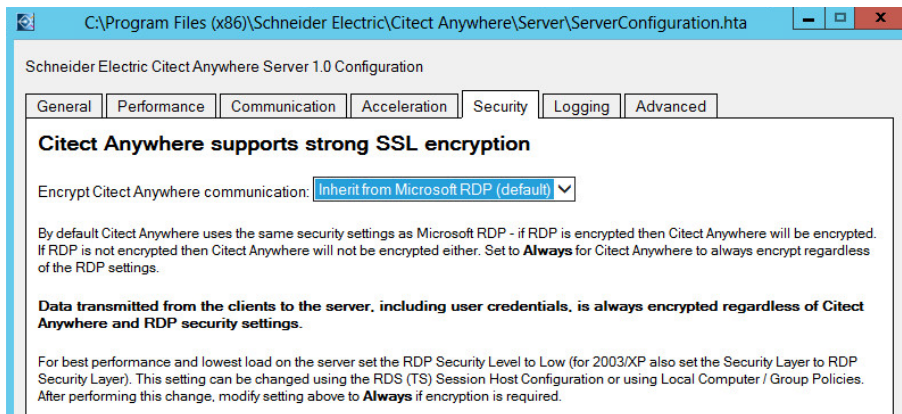 C:\Program Files (x86)\Schneider Electric\Citect Anywhere\Server\ServerConfiguration.hta
Schneider Electric Citect Anywhere Server 1.0 Configuration
General Performance Communication Acceleration Security Logging Advanced
Citect Anywhere supports strong SSL encryption
Encrypt Citect Anywhere communication: Inherit from Microsoft RDP (default)
By default Citect Anywhere uses the same security settings as Microsoft RDP - if RDP is encrypted then Citect Anywhere will be encrypted.
If RDP is not encrypted then Citect Anywhere will not be encrypted either. Set to Always for Citect Anywhere to always encrypt regardless
of the RDP settings.
Data transmitted from the clients to the server, including user credentials, is always encrypted regardless of Citect
Anywhere and RDP security settings.
For best performance and lowest load on the server set the RDP Security Level to Low (for 2003/XP also set the Security Layer to RDP
Security Layer). This setting can be changed using the RDS (TS) Session Host Configuration or using Local Computer / Group Policies.
After performing this change, modify setting above to Always if encryption is required.